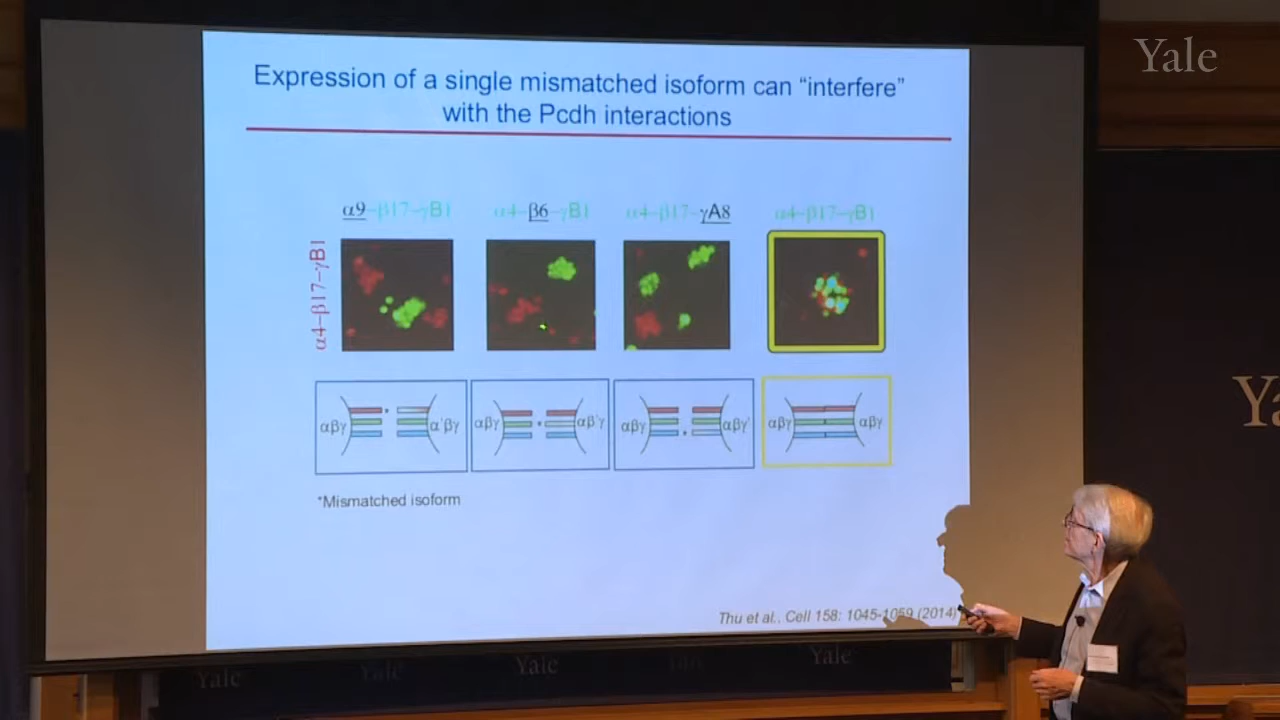 Yale
Expression of a single mismatched isoform can “interfere”
with the Pcdh interactions
α9–β17–γB1
α4–β6–γB1
α4–β17–γA8
α4–β17–γB1
α4–β17–γB1
αβγ
*
α'βγ
αβγ
*
αβ'γ
αβγ
*
αβγ'
αβγ
αβγ
*Mismatched isoform
Thu et al., Cell 158: 1045-1059 (2014)
Yale
Yale
Yale
Yale